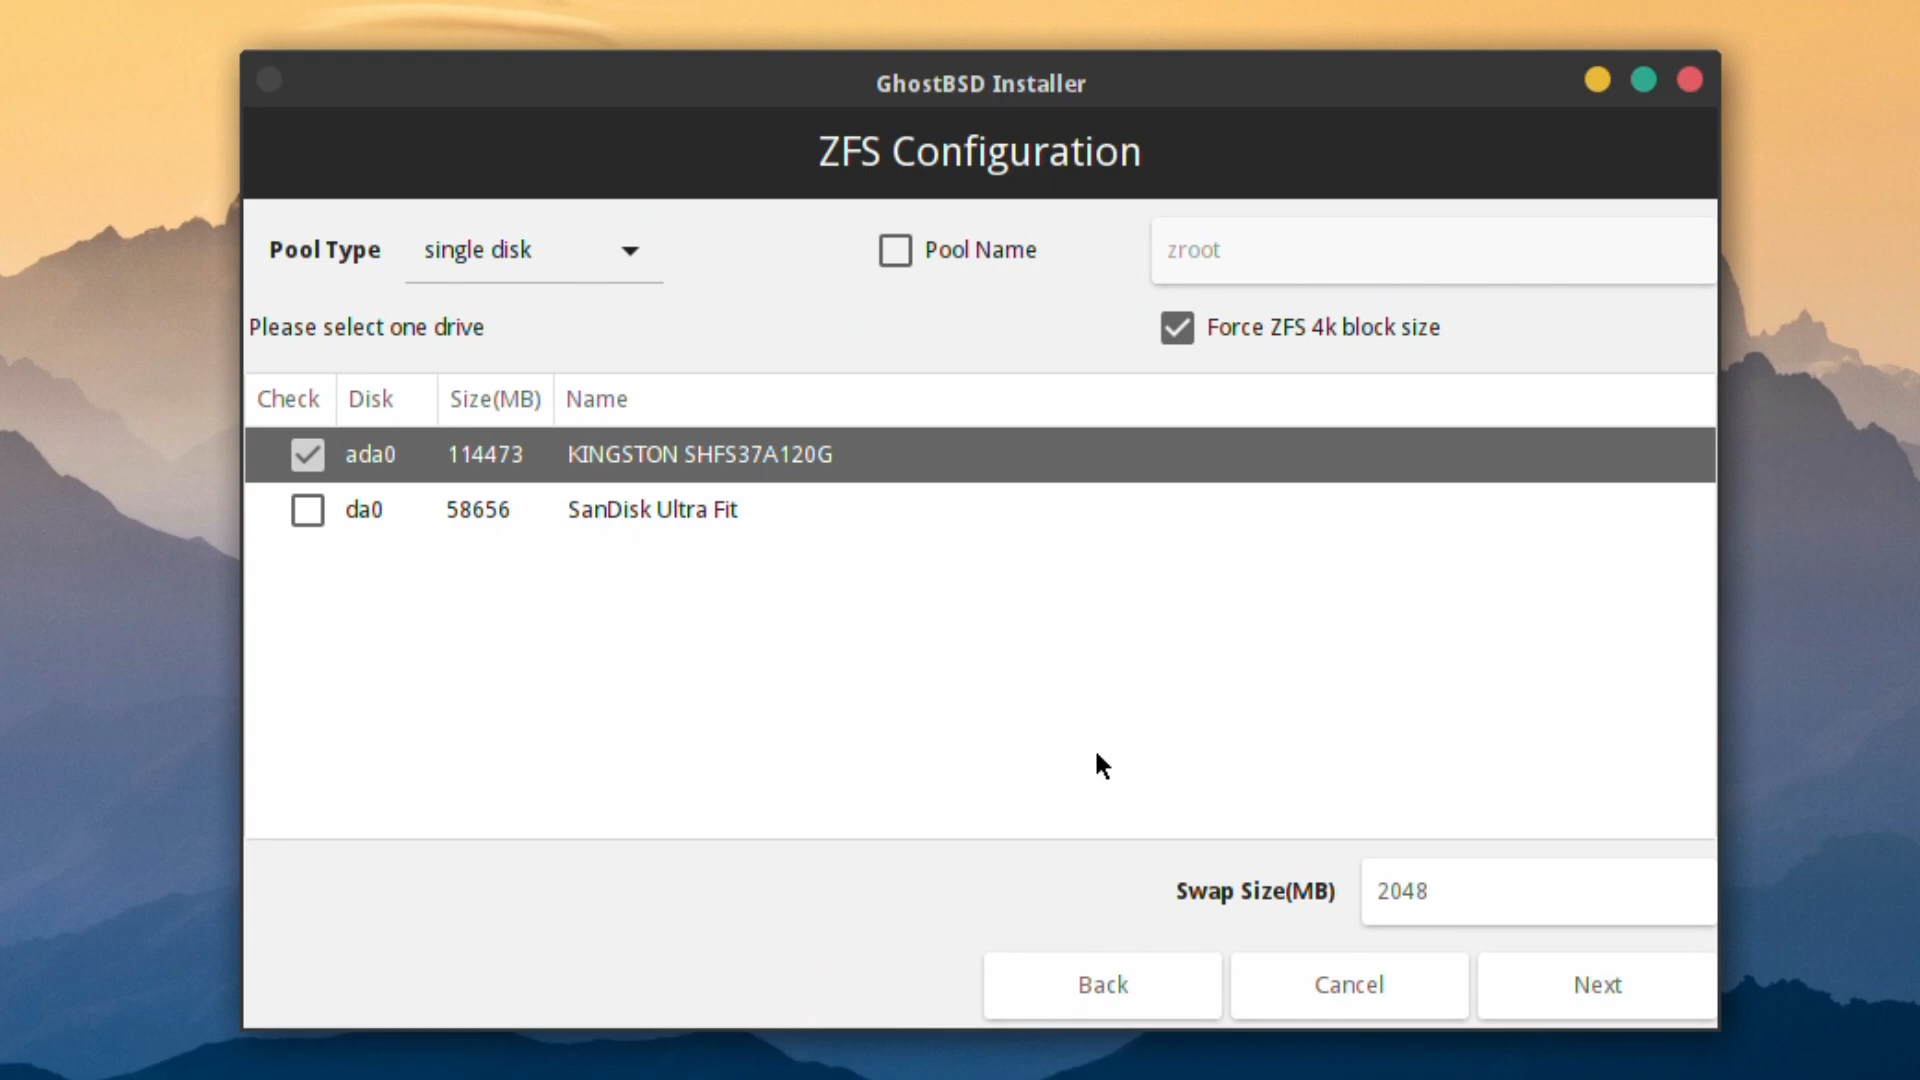 GhostBSD Installer
ZFS Configuration
Pool Type single disk Pool Name zroot
Please select one drive Force ZFS 4k block size
Check Disk Size(MB) Name
ada0 114473 KINGSTON SHFS37A120G
da0 58656 SanDisk Ultra Fit
Swap Size(MB) 2048
Back Cancel Next